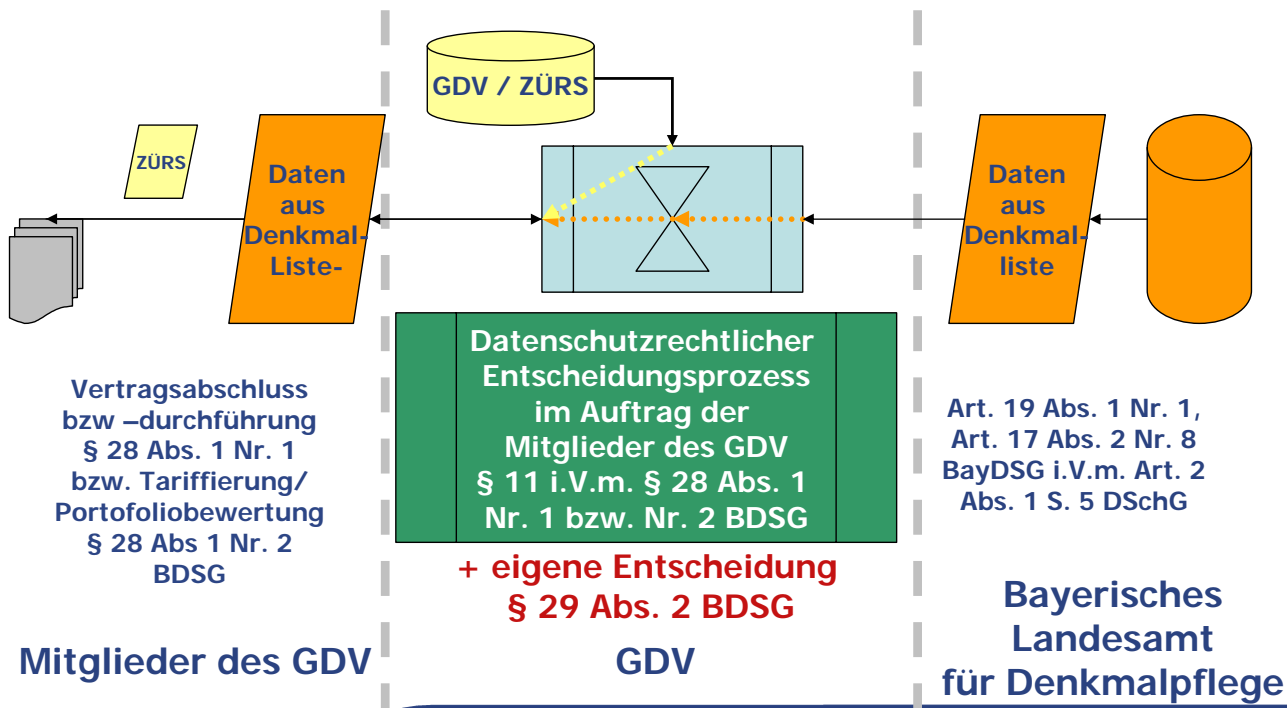 GDV / ZÜRS
ZÜRS
Daten
aus
Denkmal-
Liste-
Daten
aus
Denkmal-
liste
Vertragsabschluss
bzw –durchführung
§ 28 Abs. 1 Nr. 1
bzw. Tariffierung/
Portofoliobewertung
§ 28 Abs 1 Nr. 2
BDSG
Datenschutzrechtlicher
Entscheidungsprozess
im Auftrag der
Mitglieder des GDV
§ 11 i.V.m. § 28 Abs. 1
Nr. 1 bzw. Nr. 2 BDSG
+ eigene Entscheidung
§ 29 Abs. 2 BDSG
Art. 19 Abs. 1 Nr. 1,
Art. 17 Abs. 2 Nr. 8
BayDSG i.V.m. Art. 2
Abs. 1 S. 5 DSchG
Mitglieder des GDV
GDV
Bayerisches
Landesamt
für Denkmalpflege